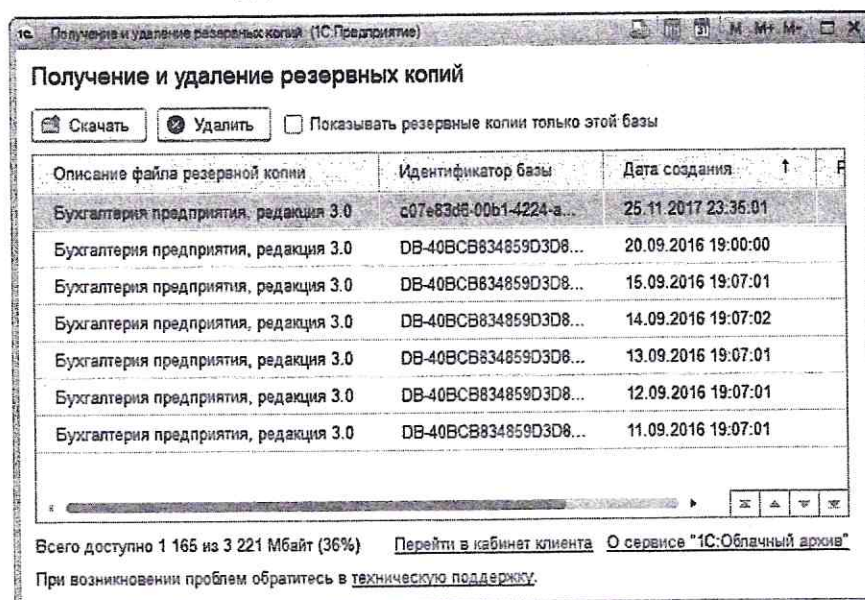 1С Получение и удаление резервных копий (1С:Предприятие) 31 М М+ М-
Получение и удаление резервных копий
Скачать Удалить Показывать резервные копии только этой базы
Описание файла резервной копии Идентификатор базы Дата создания ↑ Р
Бухгалтерия предприятия, редакция 3.0 c07e83d6-00b1-4224-a... 25.11.2017 23:35:01
Бухгалтерия предприятия, редакция 3.0 DB-40BCB834859D3D8... 20.09.2016 19:00:00
Бухгалтерия предприятия, редакция 3.0 DB-40BCB834859D3D8... 15.09.2016 19:07:01
Бухгалтерия предприятия, редакция 3.0 DB-40BCB834859D3D8... 14.09.2016 19:07:02
Бухгалтерия предприятия, редакция 3.0 DB-40BCB834859D3D8... 13.09.2016 19:07:01
Бухгалтерия предприятия, редакция 3.0 DB-40BCB834859D3D8... 12.09.2016 19:07:01
Бухгалтерия предприятия, редакция 3.0 DB-40BCB834859D3D8... 11.09.2016 19:07:01
Всего доступно 1 165 из 3 221 Мбайт (36%) Перейти в кабинет клиента О сервисе "1С:Облачный архив"
При возникновении проблем обратитесь в техническую поддержку.